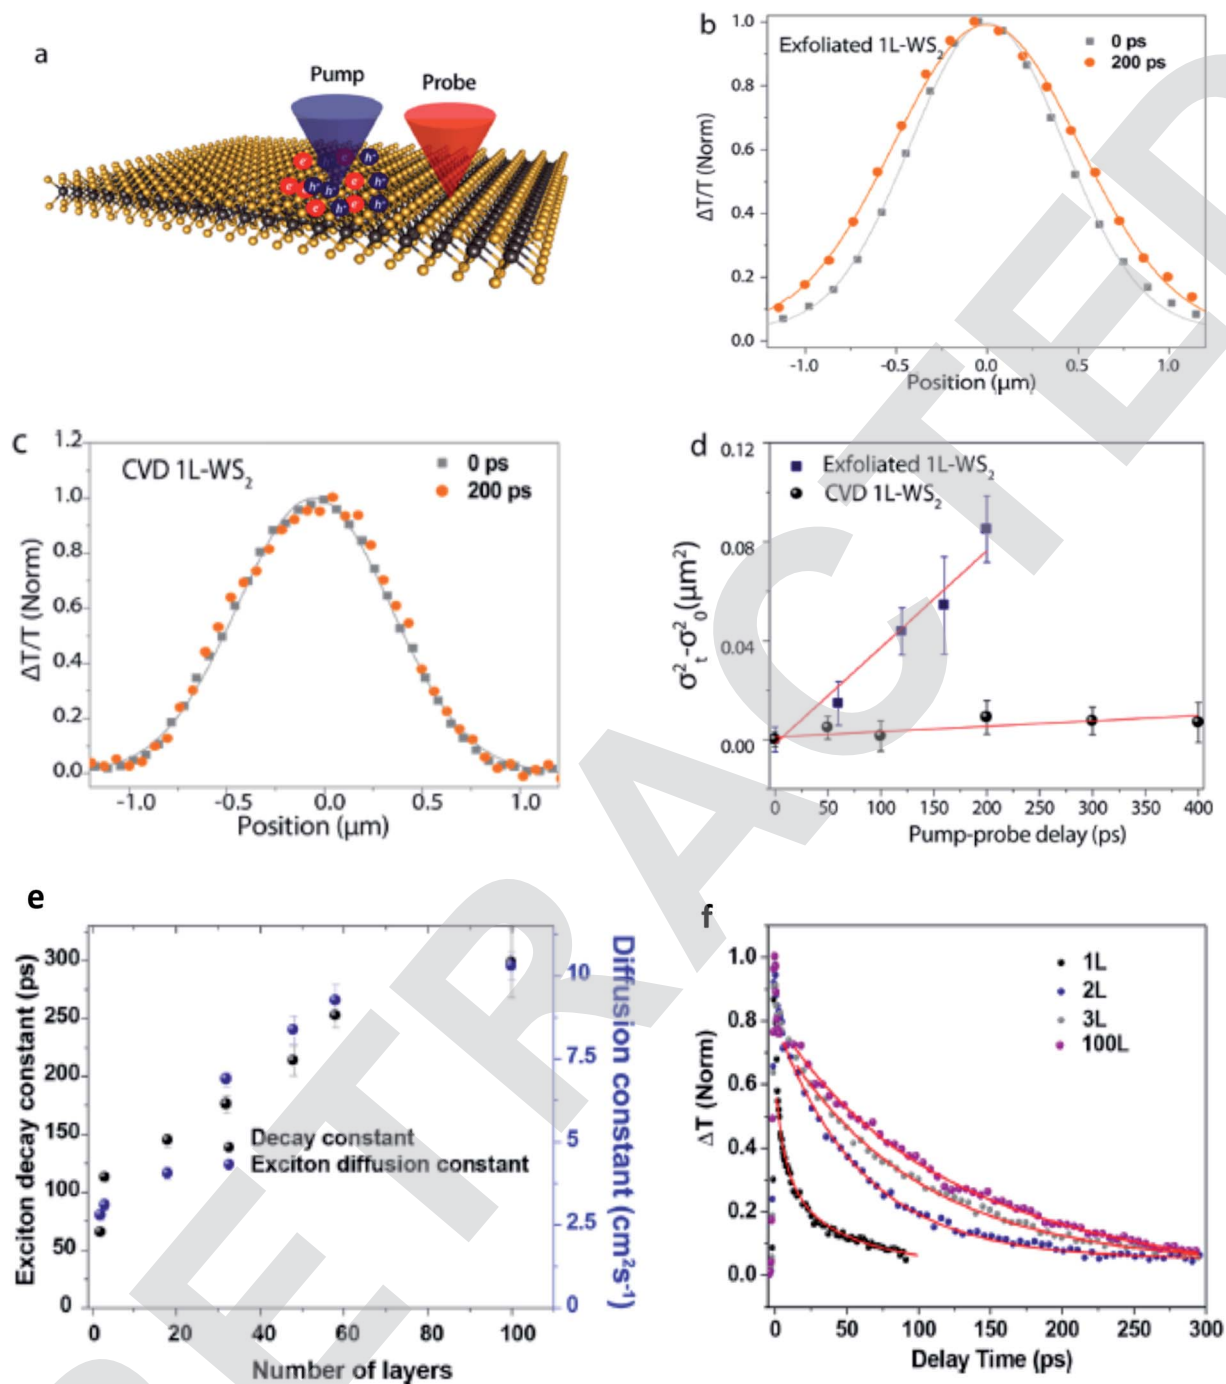 a
Pump
Probe
e⁻ h⁺ e⁻ h⁺
e⁻ h⁺ h⁺ e⁻ h⁺
e⁻ h⁺ e⁻ h⁺
b
Exfoliated 1L-WS₂
0 ps
200 ps
ΔT/T (Norm)
1.0
0.8
0.6
0.4
0.2
0.0
-1.0 -0.5 0.0 0.5 1.0
Position (μm)
c
CVD 1L-WS₂
0 ps
200 ps
ΔT/T (Norm)
1.2
1.0
0.8
0.6
0.4
0.2
0.0
-1.0 -0.5 0.0 0.5 1.0
Position (μm)
d
Exfoliated 1L-WS₂
CVD 1L-WS₂
σ²ₜ-σ²₀(μm²)
0.12
0.08
0.04
0.00
0 50 100 150 200 300 400
Pump-probe delay (ps)
e
Exciton decay constant (ps)
300
250
200
150
100
50
0
Decay constant
Exciton diffusion constant
Diffusion constant (cm²s⁻¹)
10
7.5
5
2.5
0
0 20 40 60 80 100
Number of layers
f
1L
2L
3L
100L
ΔT (Norm)
1.0
0.8
0.6
0.4
0.2
0.0
0 50 100 150 200 250 300
Delay Time (ps)
RETRACTED